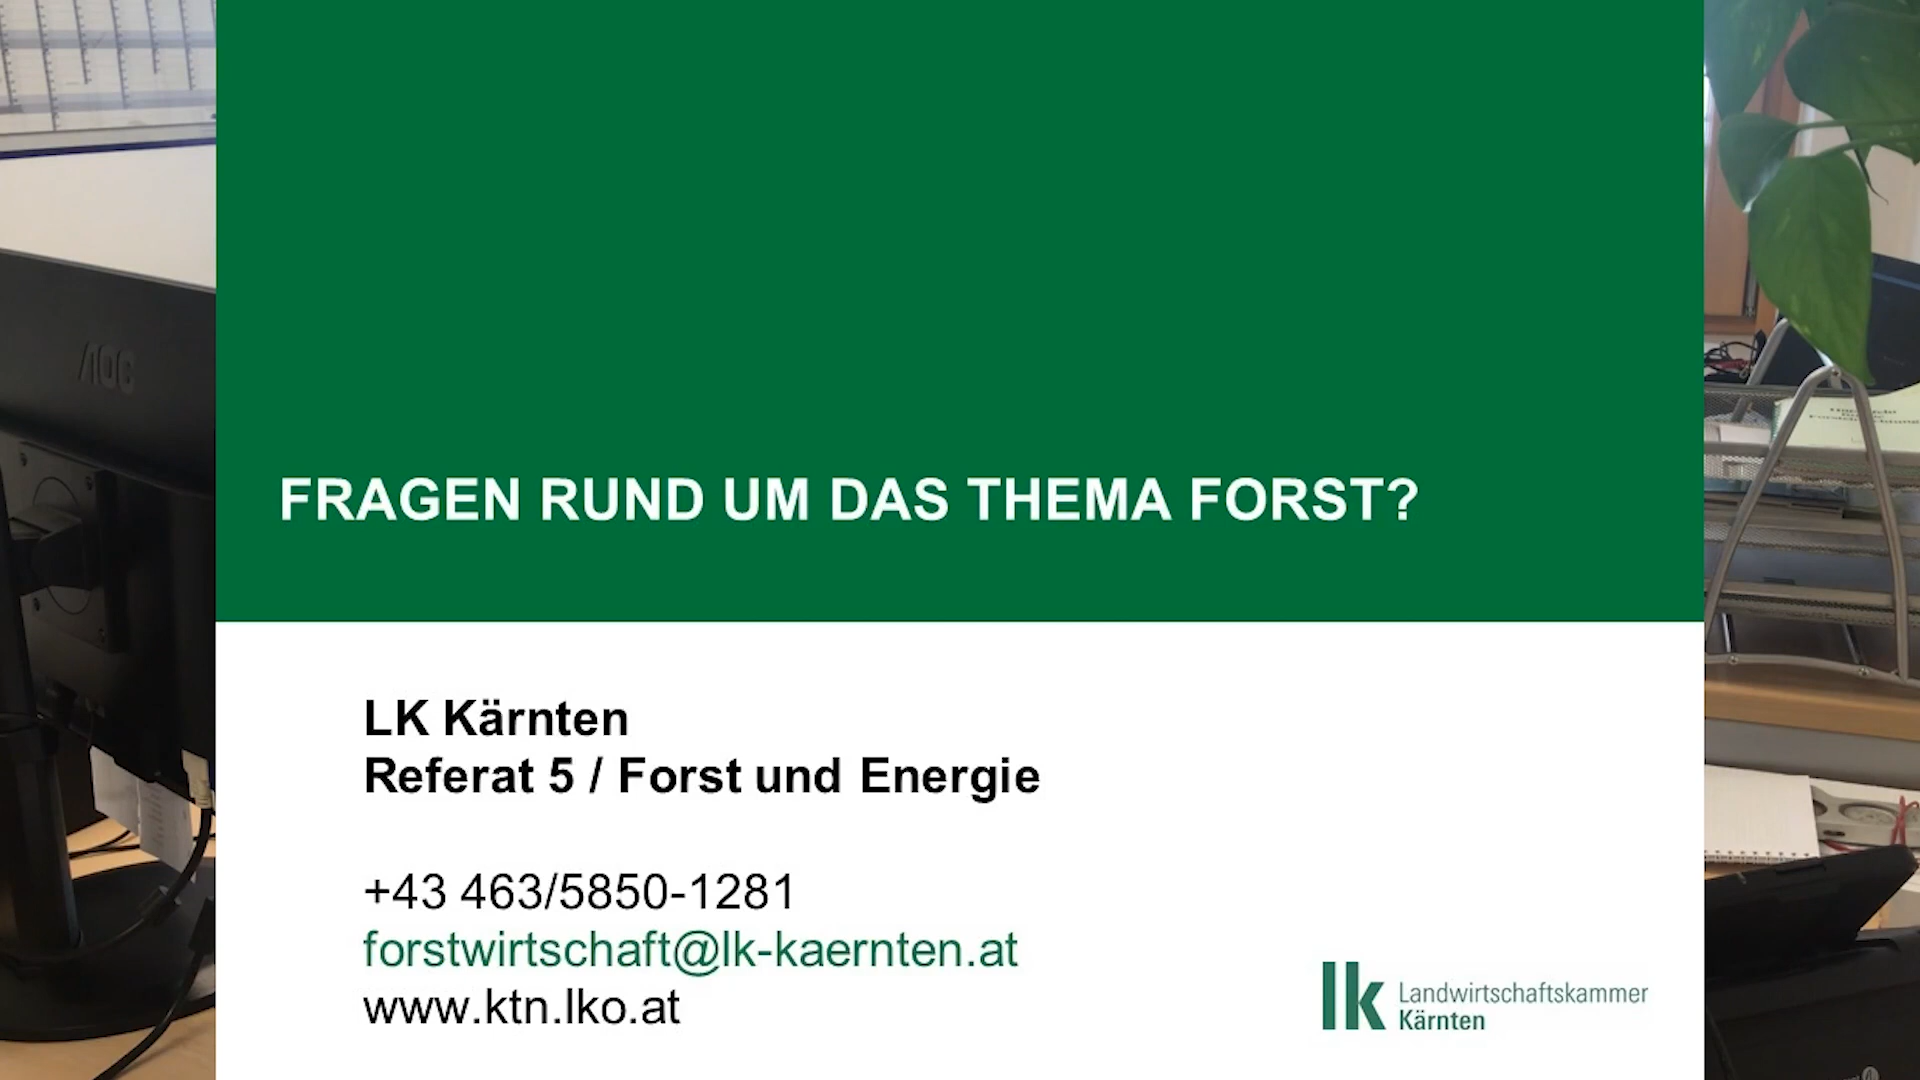 FRAGEN RUND UM DAS THEMA FORST?
LK Kärnten
Referat 5 / Forst und Energie
+43 463/5850-1281
forstwirtschaft@lk-kaernten.at
www.ktn.lko.at
lk Landwirtschaftskammer
Kärnten
AOC